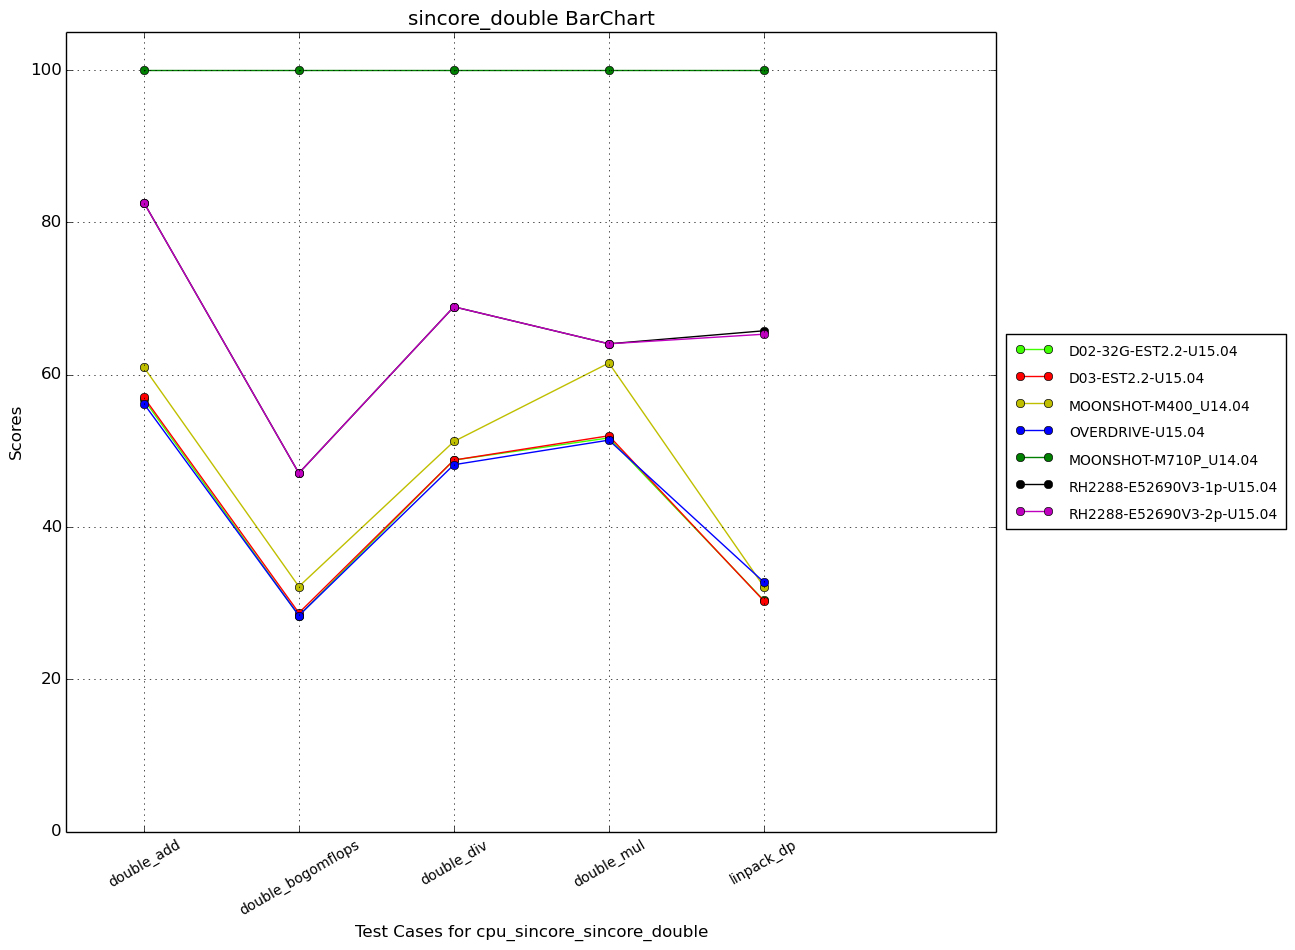 sincore_double BarChart
Scores
100
80
60
40
20
0
double_add
double_bogomflops
double_div
double_mul
linpack_dp
Test Cases for cpu_sincore_sincore_double
D02-32G-EST2.2-U15.04
D03-EST2.2-U15.04
MOONSHOT-M400_U14.04
OVERDRIVE-U15.04
MOONSHOT-M710P_U14.04
RH2288-E52690V3-1p-U15.04
RH2288-E52690V3-2p-U15.04